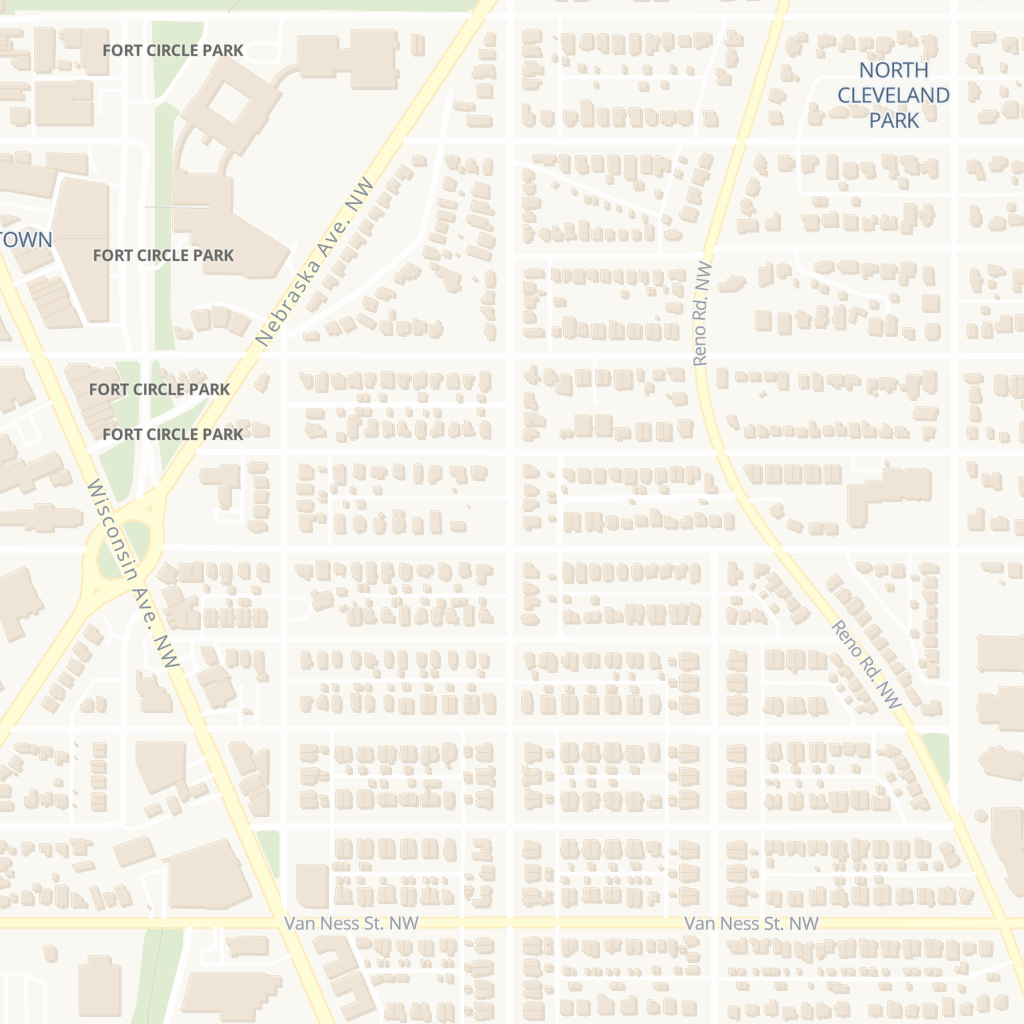 FORT CIRCLE PARK
NORTH
CLEVELAND
PARK
Nebraska Ave. NW
TOWN
FORT CIRCLE PARK
Reno Rd. NW
FORT CIRCLE PARK
FORT CIRCLE PARK
Wisconsin Ave. NW
Reno Rd. NW
Van Ness St. NW
Van Ness St. NW